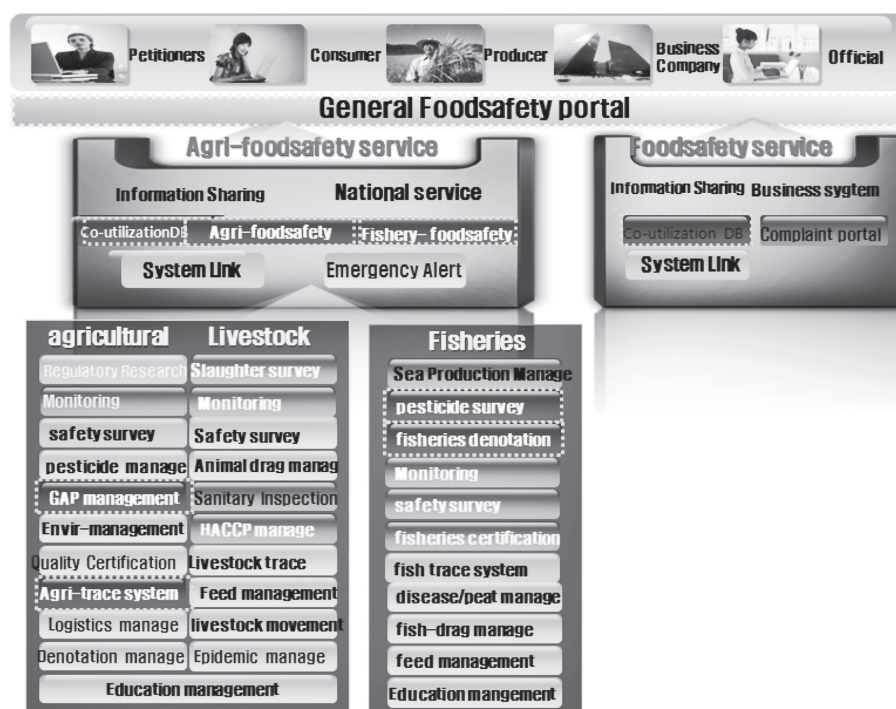 Petitioners
Consumer
Producer
Business
Company
Official
General Foodsafety portal
Agri-foodsafety service
Information Sharing
National service
Co-utilizationDB
Agri-foodsafety
Fishery-foodsafety
System Link
Emergency Alert
Foodsafety service
Information Sharing
Business sygtem
Co-utilization DB
Complaint portal
System Link
agricultural
Regulatory Research
Monitoring
safety survey
pesticide manage
GAP management
Envir-management
Quality Certification
Agri-trace system
Logistics manage
Denotation manage
Livestock
Slaughter survey
Monitoring
Safety survey
Animal drag manag
Sanitary Inspection
HACCP manage
Livestock trace
Feed management
livestock movement
Epidemic manage
Education management
Fisheries
Sea Production Manage
pesticide survey
fisheries denotation
Monitoring
safety survey
fisheries certification
fish trace system
disease/peat manage
fish-drag manage
feed management
Education mangement